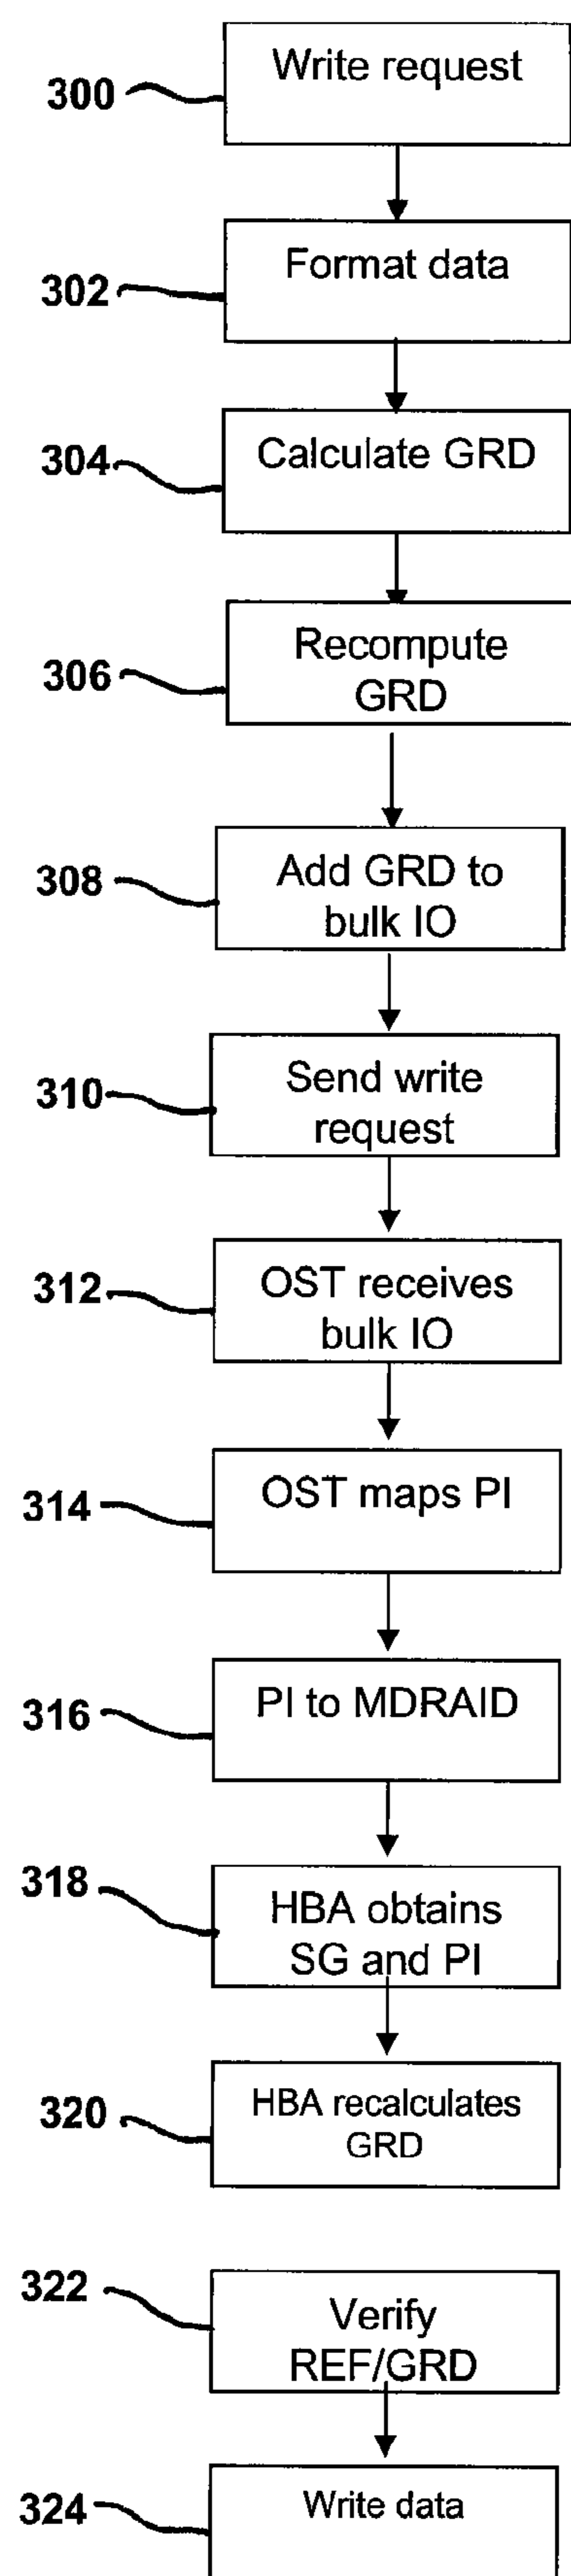 300
Write request
302
Format data
304
Calculate GRD
306
Recompute
GRD
308
Add GRD to
bulk IO
310
Send write
request
312
OST receives
bulk IO
314
OST maps PI
316
PI to MDRAID
318
HBA obtains
SG and PI
320
HBA recalculates
GRD
322
Verify
REF/GRD
324
Write data